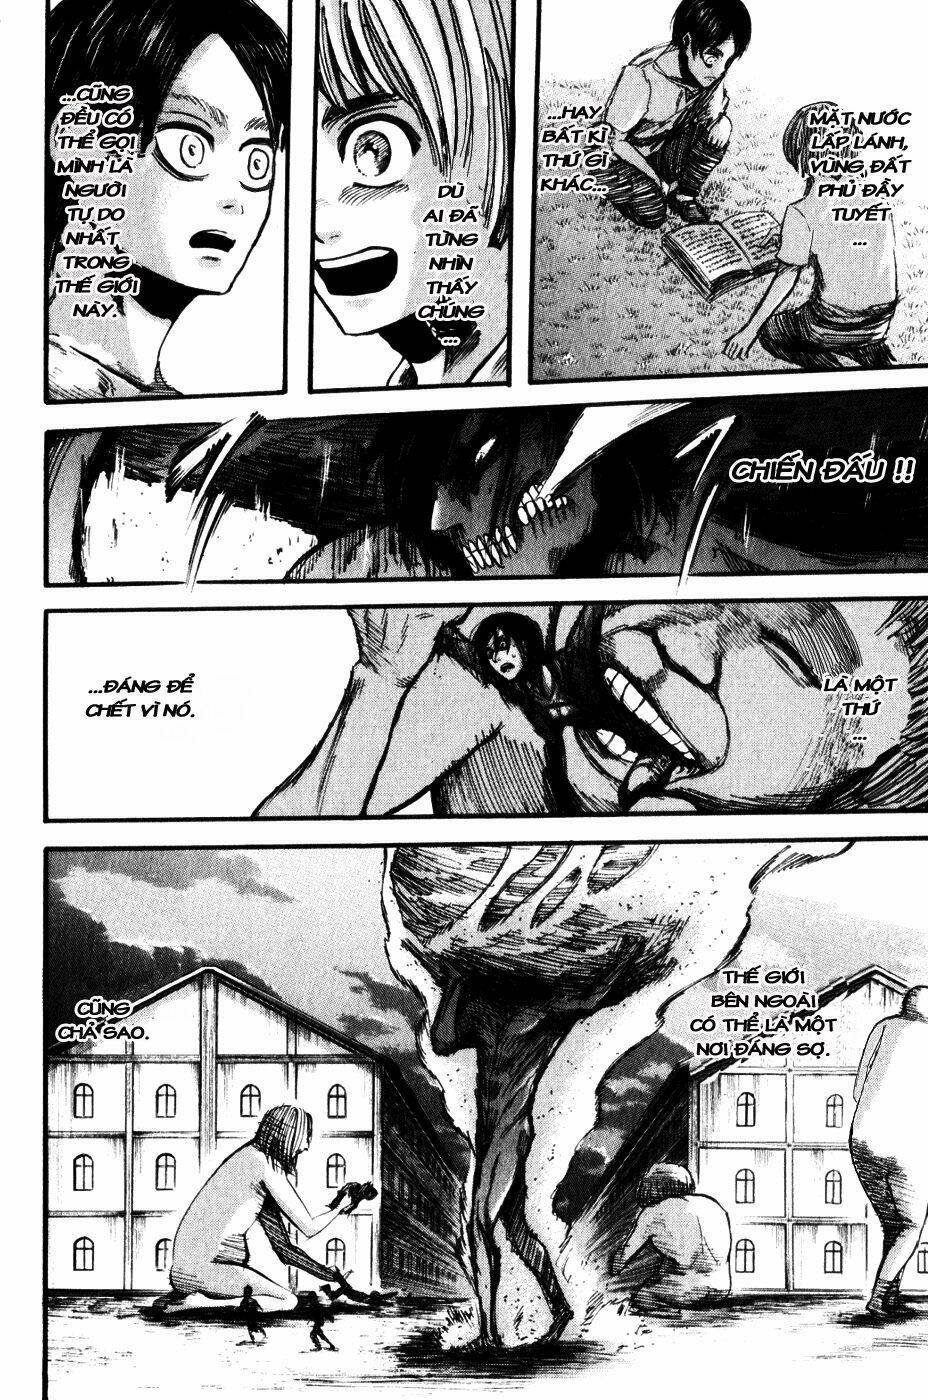 MẶT NƯỚC
LẤP LÁNH,
VÙNG ĐẤT
PHỦ ĐẦY
TUYẾT
...
...HAY
BẤT KÌ
THỨ GÌ
KHÁC...
DÙ
AI ĐÃ
TỪNG
NHÌN
THẤY
CHÚNG
...
...CŨNG
ĐỀU CÓ
THỂ GỌI
MÌNH LÀ
NGƯỜI
TỰ DO
NHẤT
TRONG
THẾ GIỚI
NÀY.
CHIẾN ĐẤU !!
LÀ MỘT
THỨ
...
...ĐÁNG ĐỂ
CHẾT VÌ NÓ.
THẾ GIỚI
BÊN NGOÀI
CÓ THỂ LÀ MỘT
NƠI ĐÁNG SỢ.
CŨNG
CHẢ SAO.